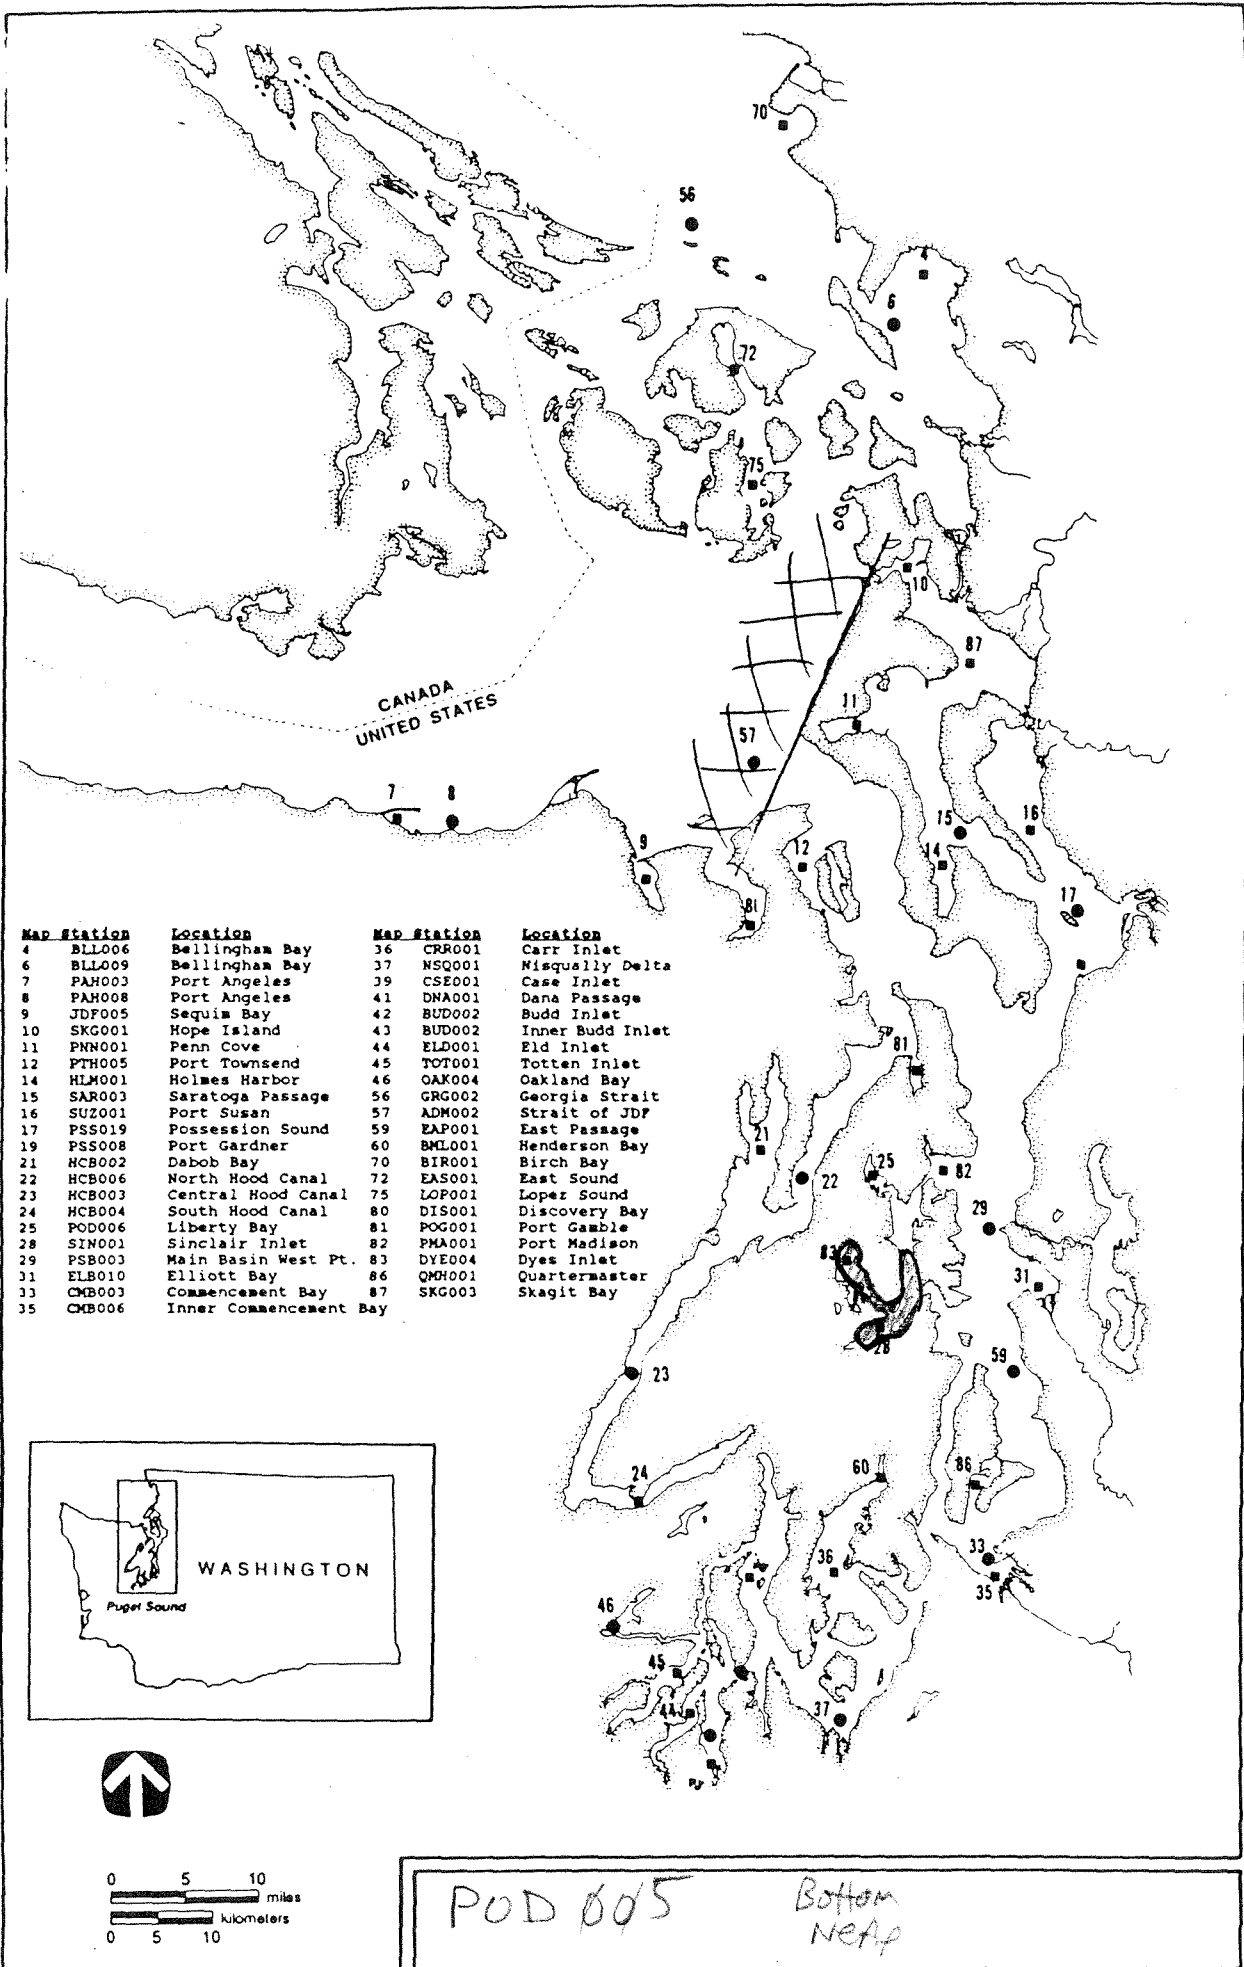 70
56
4
6
72
75
10
87
CANADA
UNITED STATES
11
57
7
8
9
12
15
16
14
17
81
Map Station Location Map Station Location
4 BLL006 Bellingham Bay 36 CRR001 Carr Inlet
6 BLL009 Bellingham Bay 37 NSQ001 Nisqually Delta
7 PAH003 Port Angeles 39 CSE001 Case Inlet
8 PAH008 Port Angeles 41 DNA001 Dana Passage
9 JDF005 Sequim Bay 42 BUD002 Budd Inlet
10 SKG001 Hope Island 43 BUD002 Inner Budd Inlet
11 PNN001 Penn Cove 44 ELD001 Eld Inlet
12 PTH005 Port Townsend 45 TOT001 Totten Inlet
14 HLM001 Holmes Harbor 46 OAK004 Oakland Bay
15 SAR003 Saratoga Passage 56 GRG002 Georgia Strait
16 SUZ001 Port Susan 57 ADM002 Strait of JDF
17 PSS019 Possession Sound 59 EAP001 East Passage
19 PSS008 Port Gardner 60 BML001 Henderson Bay
21 HCB002 Dabob Bay 70 BIR001 Birch Bay
22 HCB006 North Hood Canal 72 EAS001 East Sound
23 HCB003 Central Hood Canal 75 LOP001 Lopez Sound
24 HCB004 South Hood Canal 80 DIS001 Discovery Bay
25 POD006 Liberty Bay 81 POG001 Port Gamble
28 SIN001 Sinclair Inlet 82 PMA001 Port Madison
29 PSB003 Main Basin West Pt. 83 DYE004 Dyes Inlet
31 ELB010 Elliott Bay 86 QMH001 Quartermaster
33 CMB003 Commencement Bay 87 SKG003 Skagit Bay
35 CMB006 Inner Commencement Bay
81
21
22
25
82
29
83
31
28
23
59
24
60
86
36
33
35
46
45
44
37
WASHINGTON
Puget Sound
0 5 10
miles
kilometers
0 5 10
POD 005 Bottom
Neap